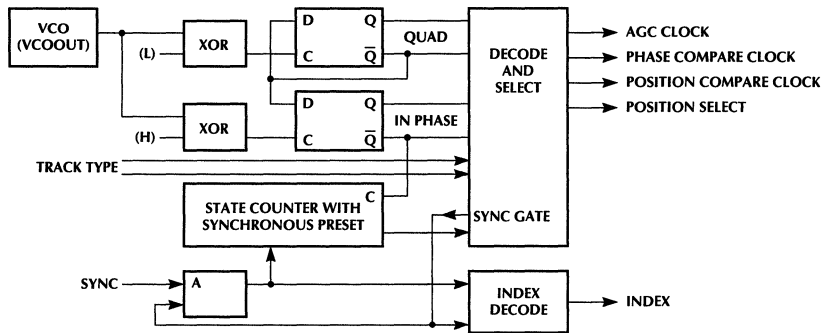 VCO
(VCOOUT)
(L)
XOR
D Q
C Q̅
QUAD
(H)
XOR
D Q
C Q̅
IN PHASE
TRACK TYPE
C
STATE COUNTER WITH
SYNCHRONOUS PRESET
DECODE
AND
SELECT
SYNC GATE
AGC CLOCK
PHASE COMPARE CLOCK
POSITION COMPARE CLOCK
POSITION SELECT
SYNC
A
INDEX
DECODE
INDEX